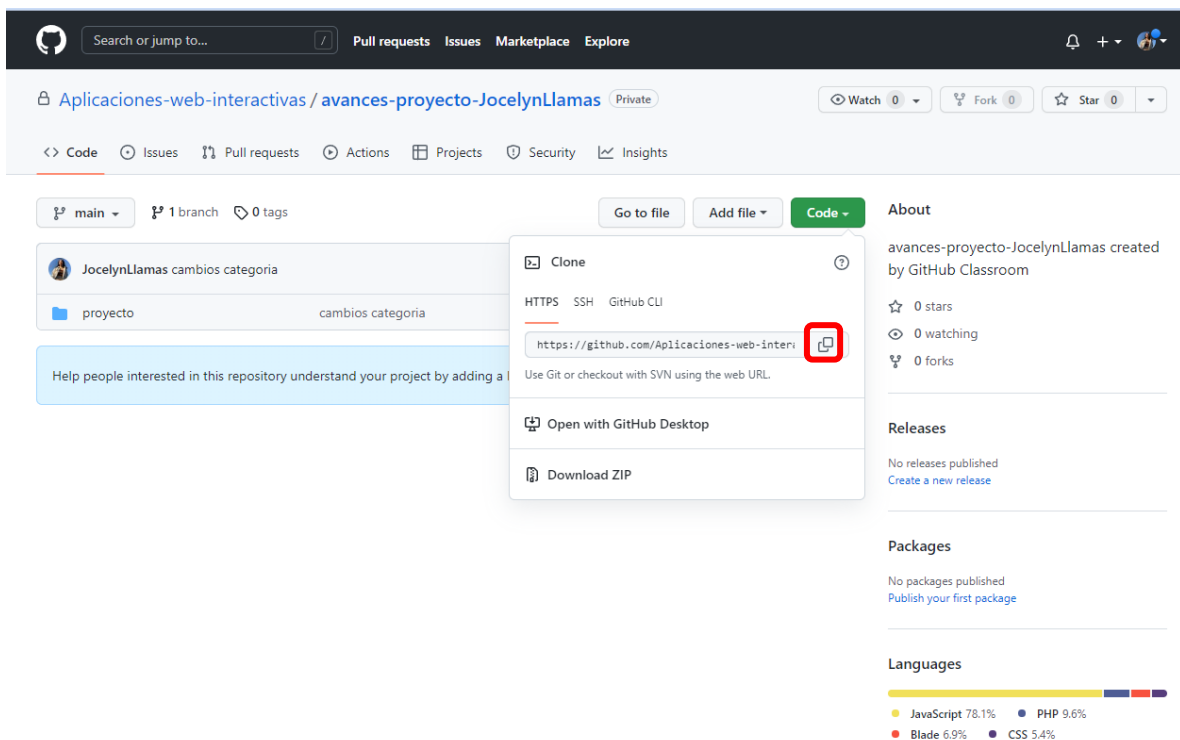 Search or jump to... /
Pull requests Issues Marketplace Explore
Aplicaciones-web-interactivas / avances-proyecto-JocelynLlamas Private
Watch 0 Fork 0 Star 0
Code Issues Pull requests Actions Projects Security Insights
main 1 branch 0 tags
Go to file Add file Code
JocelynLlamas cambios categoria
proyecto cambios categoria
Help people interested in this repository understand your project by adding a
Clone
HTTPS SSH GitHub CLI
https://github.com/Aplicaciones-web-intera
Use Git or checkout with SVN using the web URL.
Open with GitHub Desktop
Download ZIP
About
avances-proyecto-JocelynLlamas created
by GitHub Classroom
0 stars
0 watching
0 forks
Releases
No releases published
Create a new release
Packages
No packages published
Publish your first package
Languages
JavaScript 78.1% PHP 9.6%
Blade 6.9% CSS 5.4%